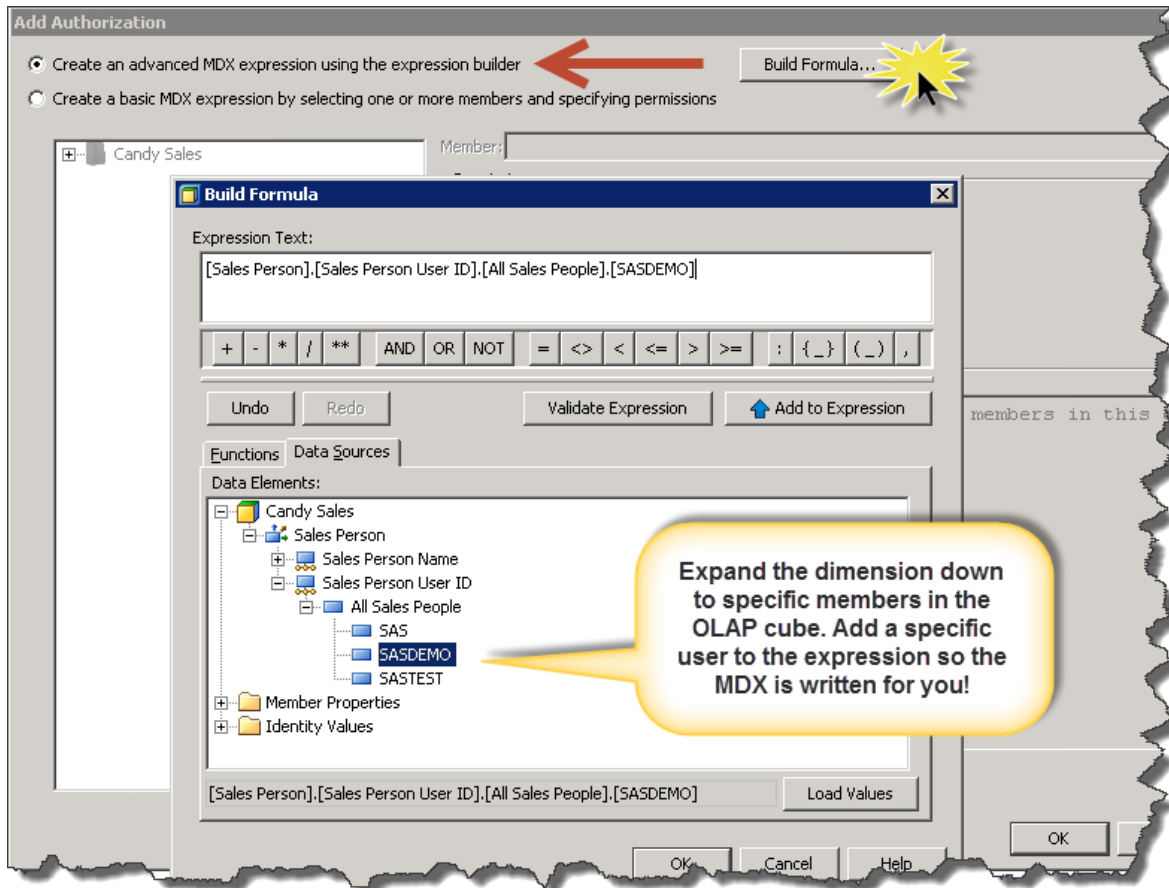 Add Authorization
Create an advanced MDX expression using the expression builder
Build Formula...
Create a basic MDX expression by selecting one or more members and specifying permissions
Candy Sales
Member:
Build Formula
Expression Text:
[Sales Person].[Sales Person User ID].[All Sales People].[SASDEMO]
+ - * / ** AND OR NOT = <> < <= > >= : {_} (_) ,
Undo Redo Validate Expression Add to Expression
members in this
Functions Data Sources
Data Elements:
Candy Sales
Sales Person
Sales Person Name
Sales Person User ID
All Sales People
SAS
SASDEMO
SASTEST
Member Properties
Identity Values
Expand the dimension down
to specific members in the
OLAP cube. Add a specific
user to the expression so the
MDX is written for you!
[Sales Person].[Sales Person User ID].[All Sales People].[SASDEMO]
Load Values
OK
OK Cancel Help